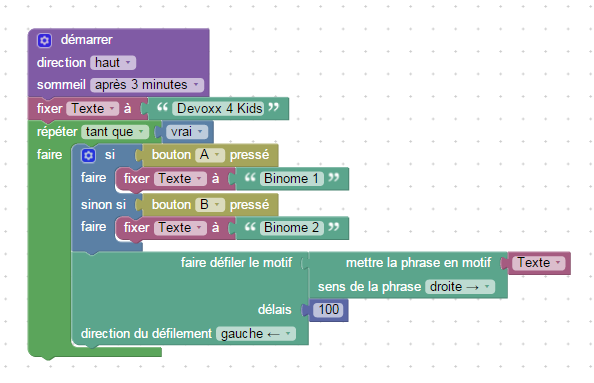 démarrer
direction haut
sommeil après 3 minutes
fixer Texte à “ Devoxx 4 Kids ”
répéter tant que vrai
faire si bouton A pressé
faire fixer Texte à “ Binome 1 ”
sinon si bouton B pressé
faire fixer Texte à “ Binome 2 ”
faire défiler le motif mettre la phrase en motif Texte
sens de la phrase droite →
délais 100
direction du défilement gauche ←